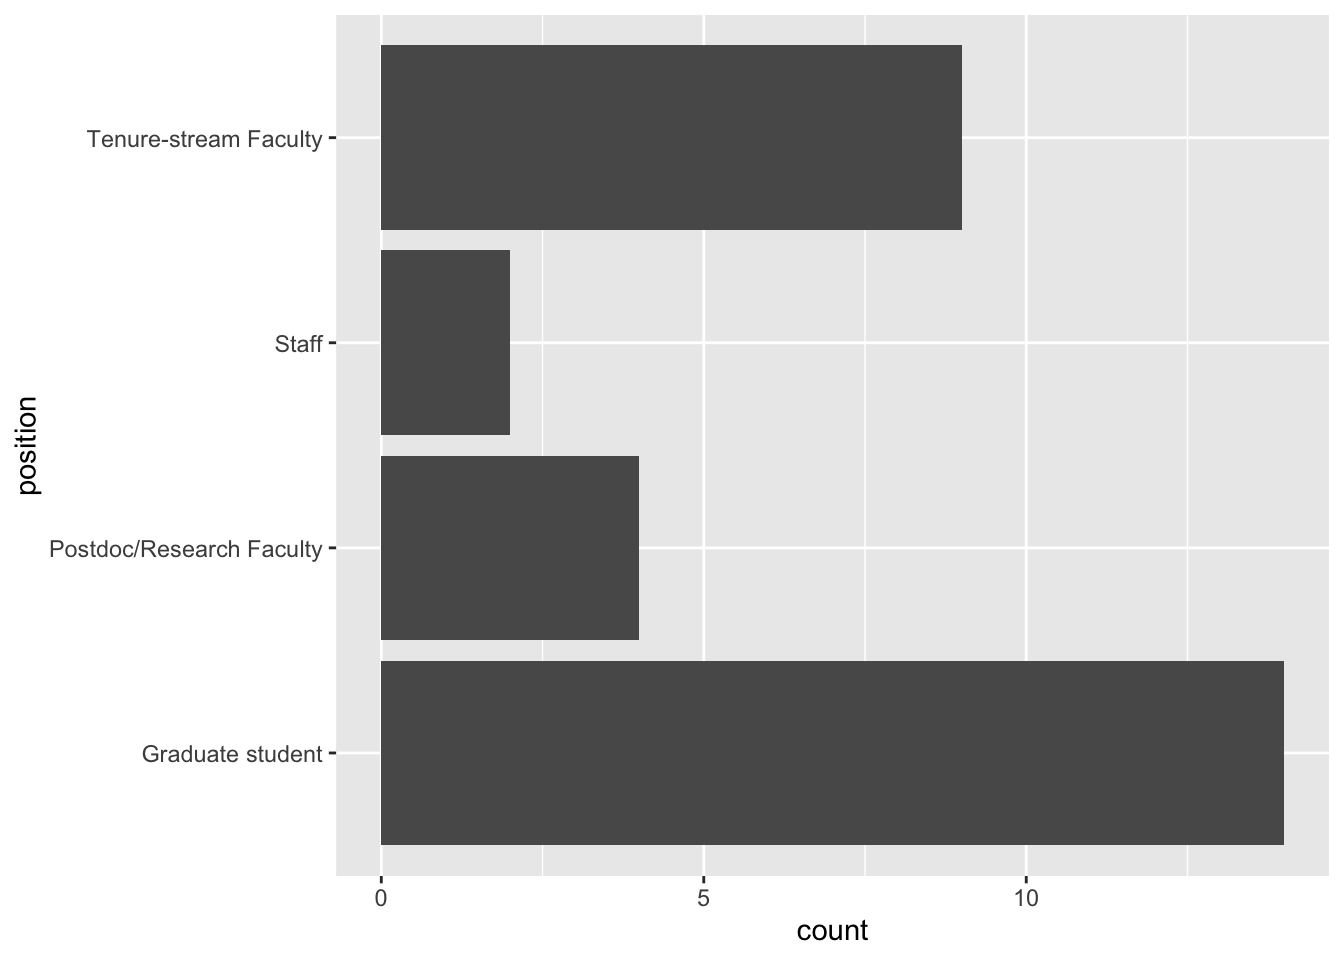 Tenure-stream Faculty
Staff
Postdoc/Research Faculty
Graduate student
position
0 5 10
count